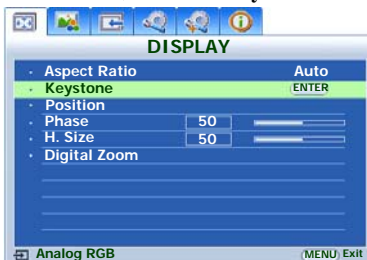 DISPLAY
Aspect Ratio Auto
Keystone ENTER
Position
Phase 50
H. Size 50
Digital Zoom
Analog RGB MENU Exit